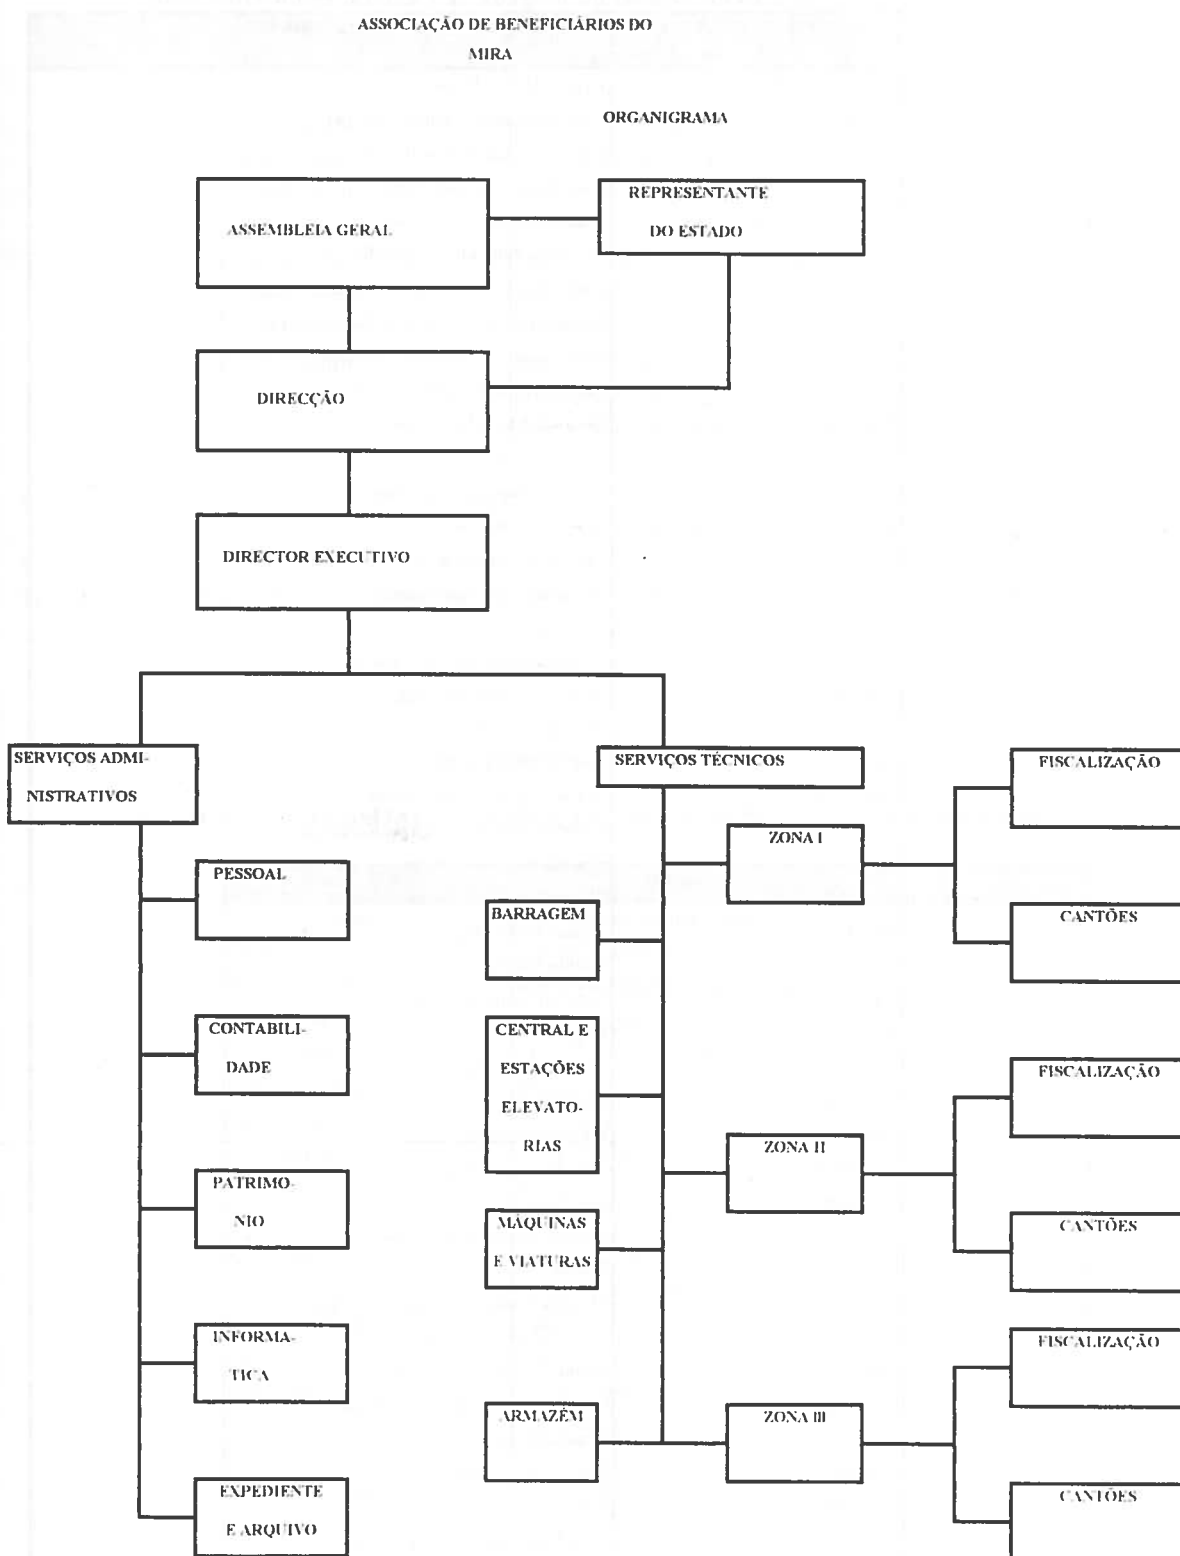 ASSOCIAÇÃO DE BENEFICIÁRIOS DO
MIRA
ORGANIGRAMA
ASSEMBLEIA GERAL
REPRESENTANTE
DO ESTADO
DIRECÇÃO
DIRECTOR EXECUTIVO
SERVIÇOS ADMI-
NISTRATIVOS
PESSOAL
CONTABILI-
DADE
PATRIMO-
NIO
INFORMA-
TICA
EXPEDIENTE
E ARQUIVO
SERVIÇOS TÉCNICOS
BARRAGEM
CENTRAL E
ESTAÇÕES
ELEVATO-
RIAS
MÁQUINAS
E VIATURAS
ARMAZÉM
ZONA I
FISCALIZAÇÃO
CANTÕES
ZONA II
FISCALIZAÇÃO
CANTÕES
ZONA III
FISCALIZAÇÃO
CANTÕES